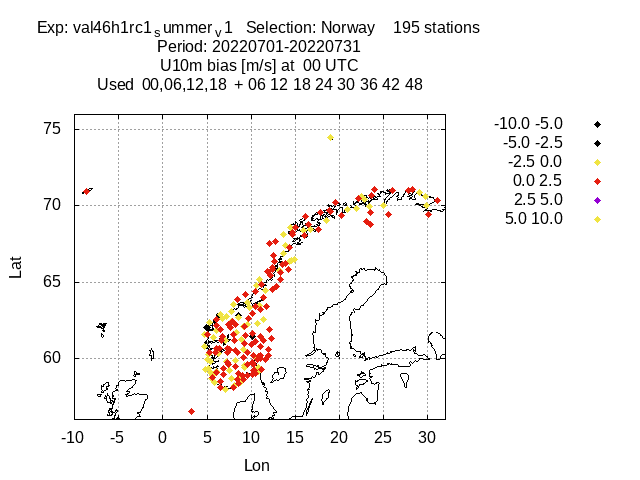 Exp: val46h1rc1summerv1 Selection: Norway 195 stations
Period: 20220701-20220731
U10m bias [m/s] at 00 UTC
Used 00,06,12,18 + 06 12 18 24 30 36 42 48
-10.0 -5.0
-5.0 -2.5
-2.5 0.0
0.0 2.5
2.5 5.0
5.0 10.0
75
70
65
60
Lat
-10 -5 0 5 10 15 20 25 30
Lon